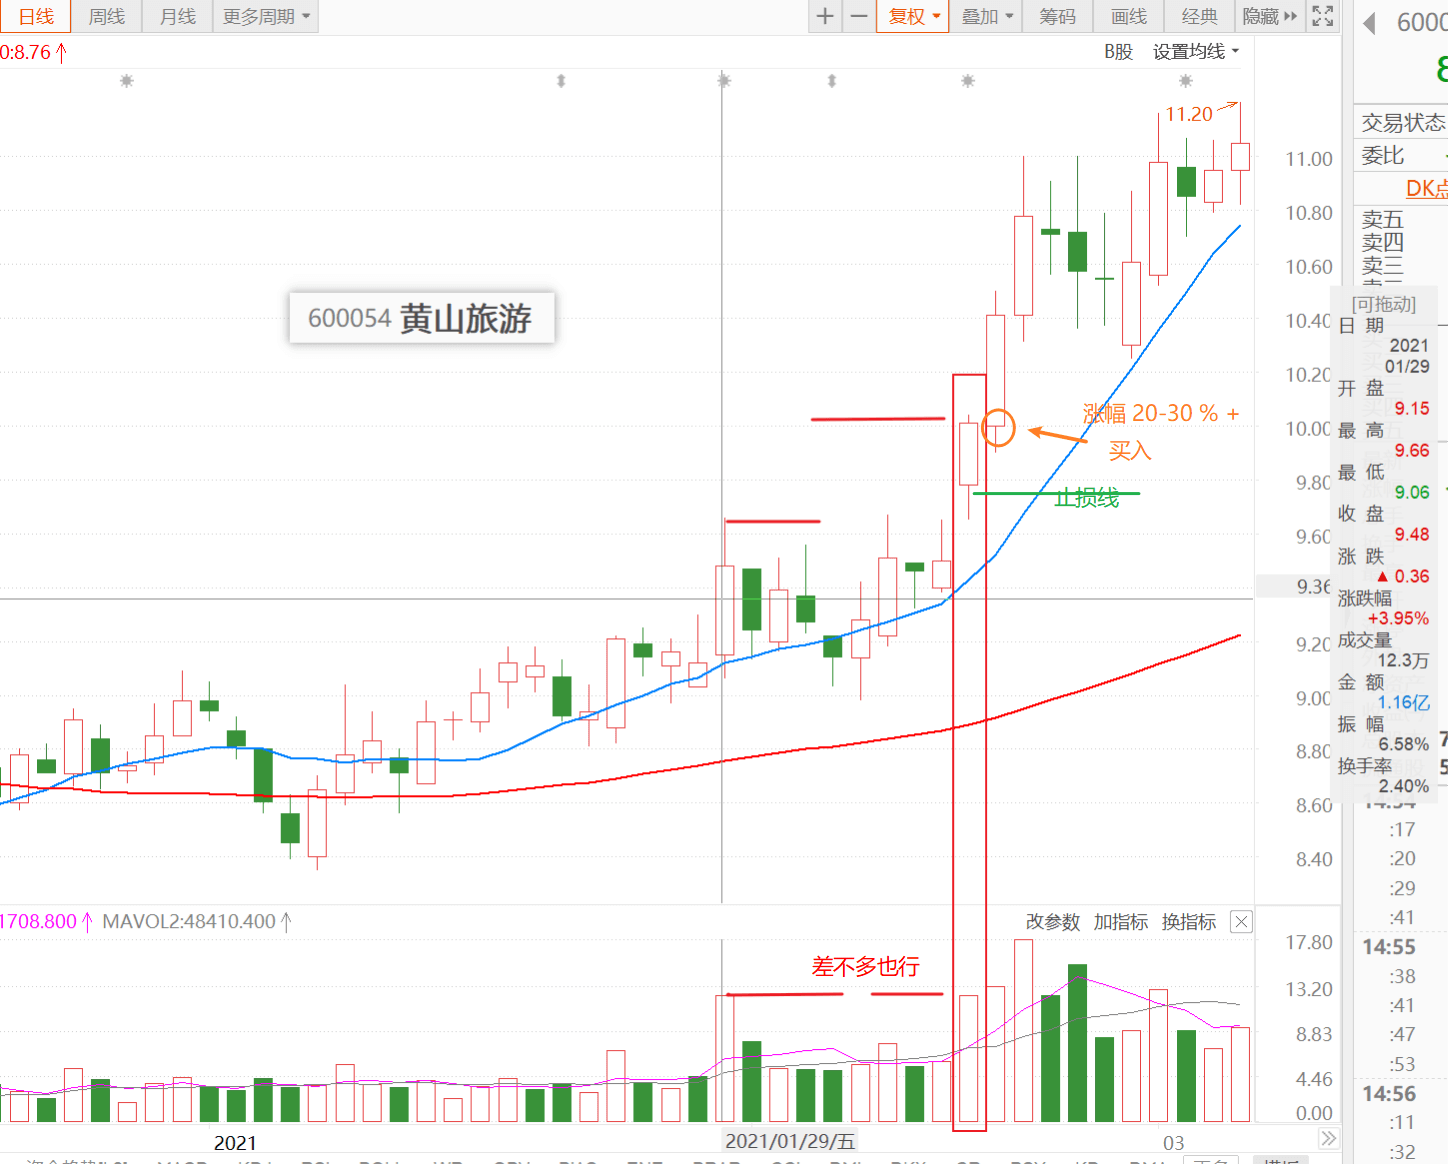 日线 周线 月线 更多周期 + − 复权 叠加 筹码 画线 经典 隐藏
0:8.76↑ B股 设置均线
11.20
11.00
10.80
10.60
10.40
10.20
10.00
9.80
9.60
9.36
9.20
9.00
8.80
8.60
8.40
600054 黄山旅游
涨幅 20-30 % +
买入
止损线
1708.800↑ MAVOL2:48410.400↑ 改参数 加指标 换指标
差不多也行
17.80
13.20
8.83
4.46
0.00
2021 2021/01/29/五 03
交易状态
委比
卖五
卖四
卖三
[可拖动]
日 期
2021
01/29
开 盘
9.15
最 高
9.66
最 低
9.06
收 盘
9.48
涨 跌
▲ 0.36
涨跌幅
+3.95%
成交量
12.3万
金 额
1.16亿
振 幅
6.58%
换手率
2.40%
14:54
:17
:20
:29
:41
14:55
:38
:41
:47
:53
14:56
:11
:32